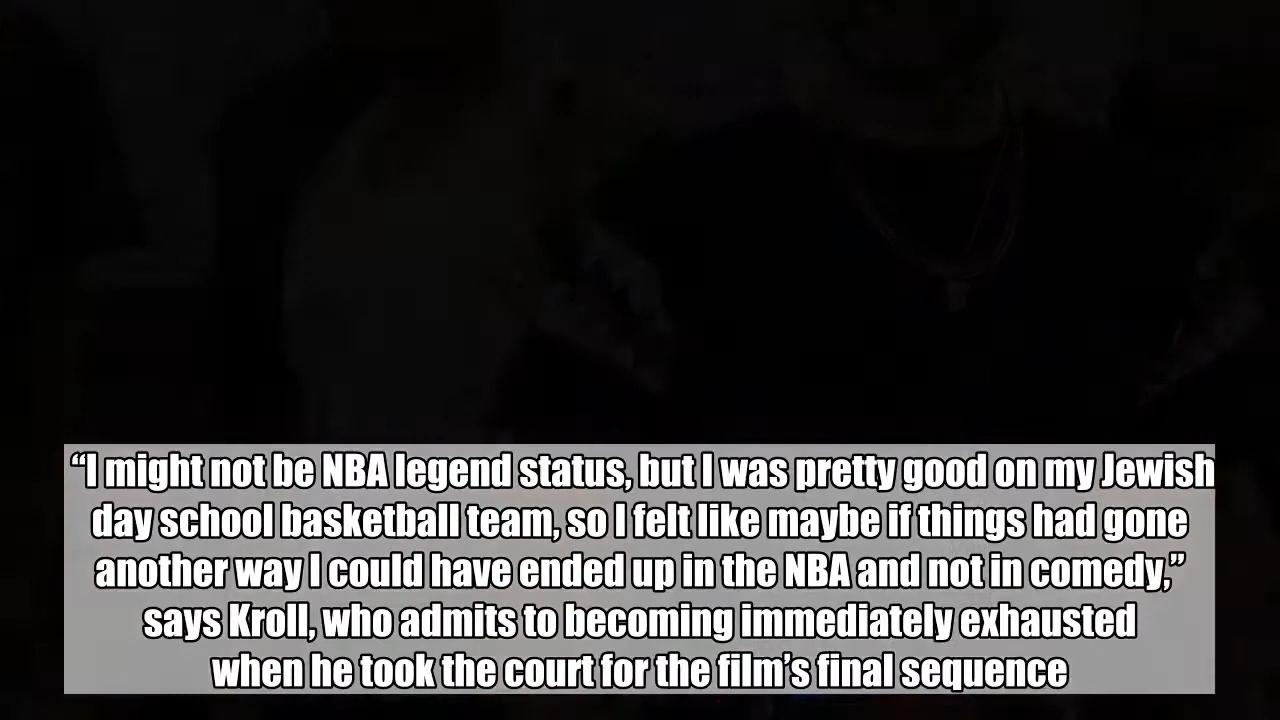 “I might not be NBA legend status, but I was pretty good on my Jewish
day school basketball team, so I felt like maybe if things had gone
another way I could have ended up in the NBA and not in comedy,”
says Kroll, who admits to becoming immediately exhausted
when he took the court for the film’s final sequence